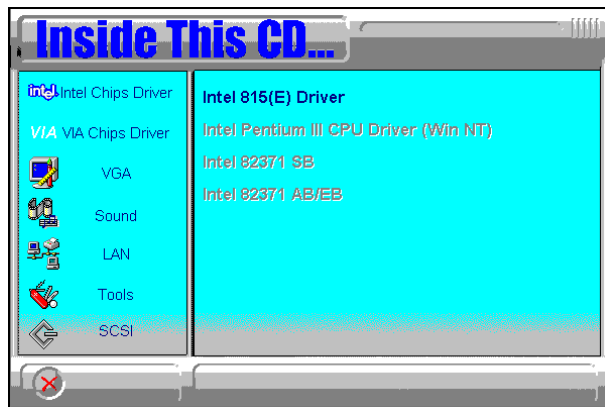 Inside This CD...
intel Intel Chips Driver
VIA VIA Chips Driver
VGA
Sound
LAN
Tools
SCSI
Intel 815(E) Driver
Intel Pentium III CPU Driver (Win NT)
Intel 82371 SB
Intel 82371 AB/EB